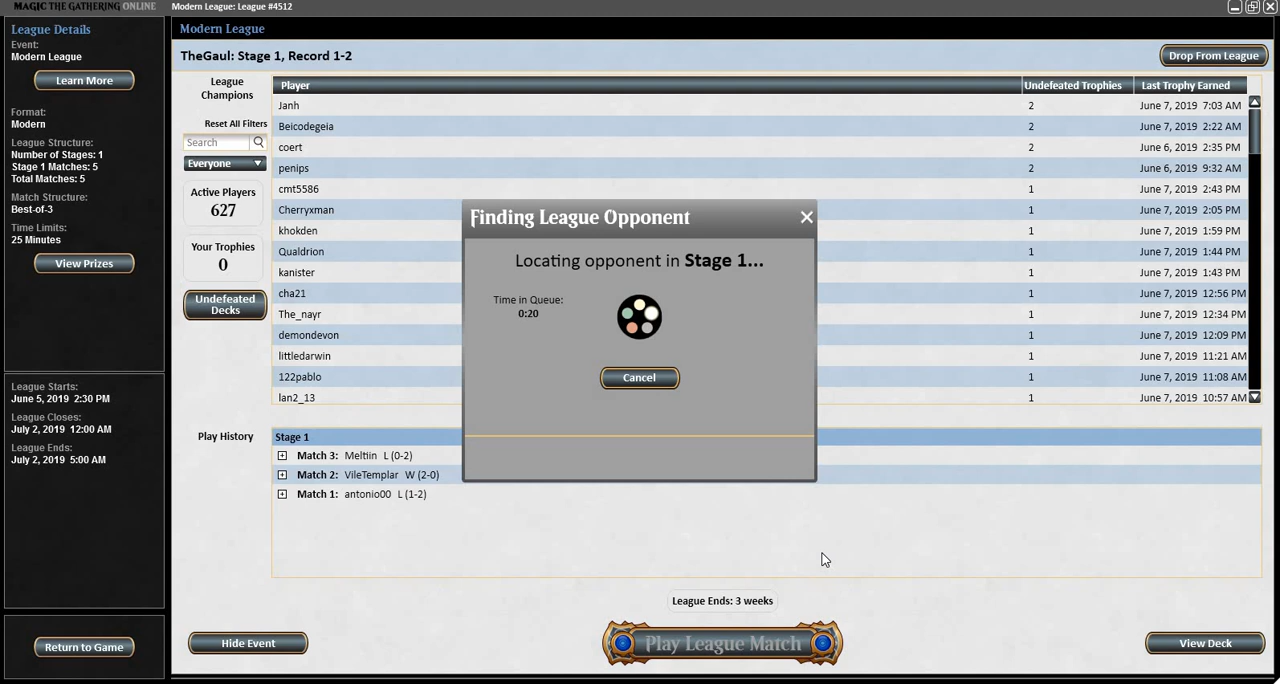 MAGIC THE GATHERING ONLINE
Modern League: League #4512
League Details
Event:
Modern League
Learn More
Format:
Modern
League Structure:
Number of Stages: 1
Stage 1 Matches: 5
Total Matches: 5
Match Structure:
Best-of-3
Time Limits:
25 Minutes
View Prizes
League Starts:
June 5, 2019 2:30 PM
League Closes:
July 2, 2019 12:00 AM
League Ends:
July 2, 2019 5:00 AM
Return to Game
Modern League
TheGaul: Stage 1, Record 1-2
Drop From League
League
Champions
Reset All Filters
Search
Everyone
Active Players
627
Your Trophies
0
Undefeated
Decks
Player Undefeated Trophies Last Trophy Earned
Janh 2 June 7, 2019 7:03 AM
Beicodegeia 2 June 7, 2019 2:22 AM
coert 2 June 6, 2019 2:35 PM
penips 2 June 6, 2019 9:32 AM
cmt5586 1 June 7, 2019 2:43 PM
Cherryxman 1 June 7, 2019 2:05 PM
khokden 1 June 7, 2019 1:59 PM
Qualdrion 1 June 7, 2019 1:44 PM
kanister 1 June 7, 2019 1:43 PM
cha21 1 June 7, 2019 12:56 PM
The_nayr 1 June 7, 2019 12:34 PM
demondevon 1 June 7, 2019 12:09 PM
littledarwin 1 June 7, 2019 11:21 AM
122pablo 1 June 7, 2019 11:08 AM
lan2_13 1 June 7, 2019 10:57 AM
Finding League Opponent
Locating opponent in Stage 1...
Time in Queue:
0:20
Cancel
Play History
Stage 1
Match 3: Meltiin L (0-2)
Match 2: VileTemplar W (2-0)
Match 1: antonio00 L (1-2)
League Ends: 3 weeks
Hide Event
Play League Match
View Deck